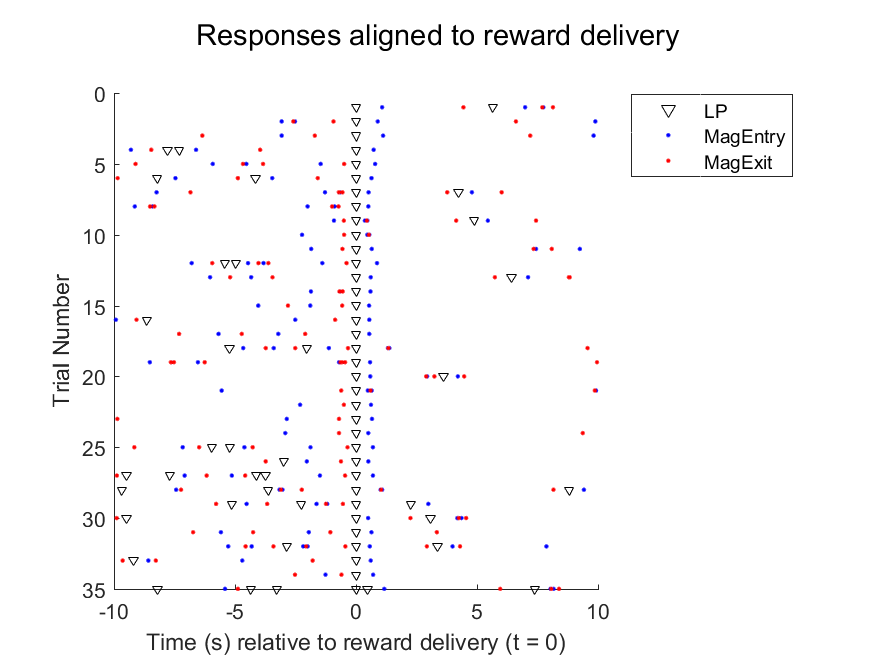 Responses aligned to reward delivery
LP
MagEntry
MagExit
Trial Number
0
5
10
15
20
25
30
35
-10
-5
0
5
10
Time (s) relative to reward delivery (t = 0)